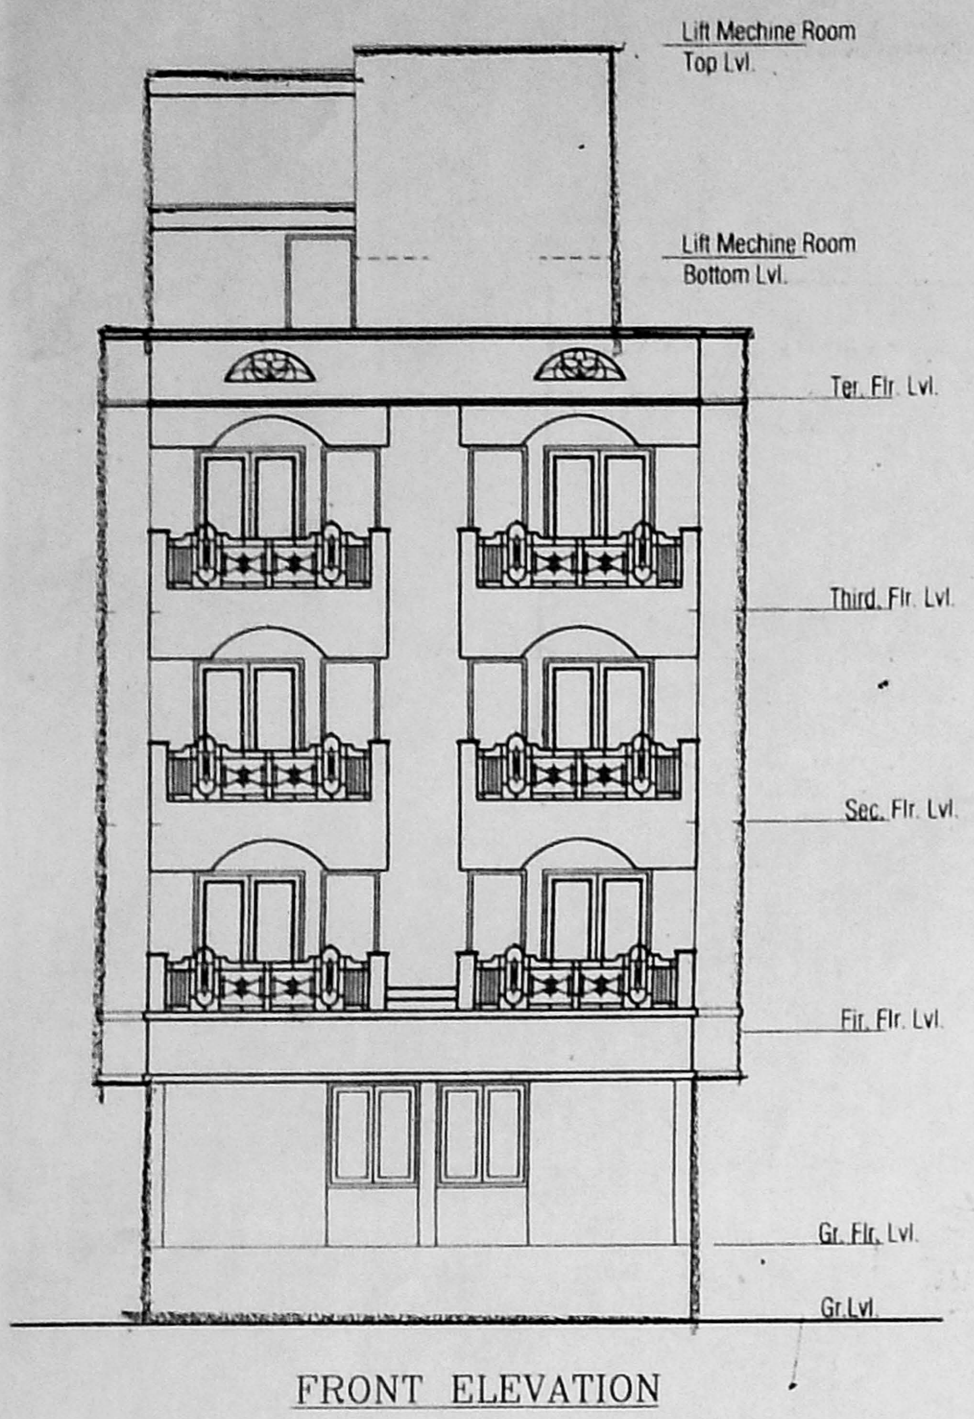 Lift Mechine Room
Top Lvl.
Lift Mechine Room
Bottom Lvl.
Ter. Flr. Lvl.
Third. Flr. Lvl.
Sec. Flr. Lvl.
Fir. Flr. Lvl.
Gr. Flr. Lvl.
Gr.Lvl.
FRONT ELEVATION